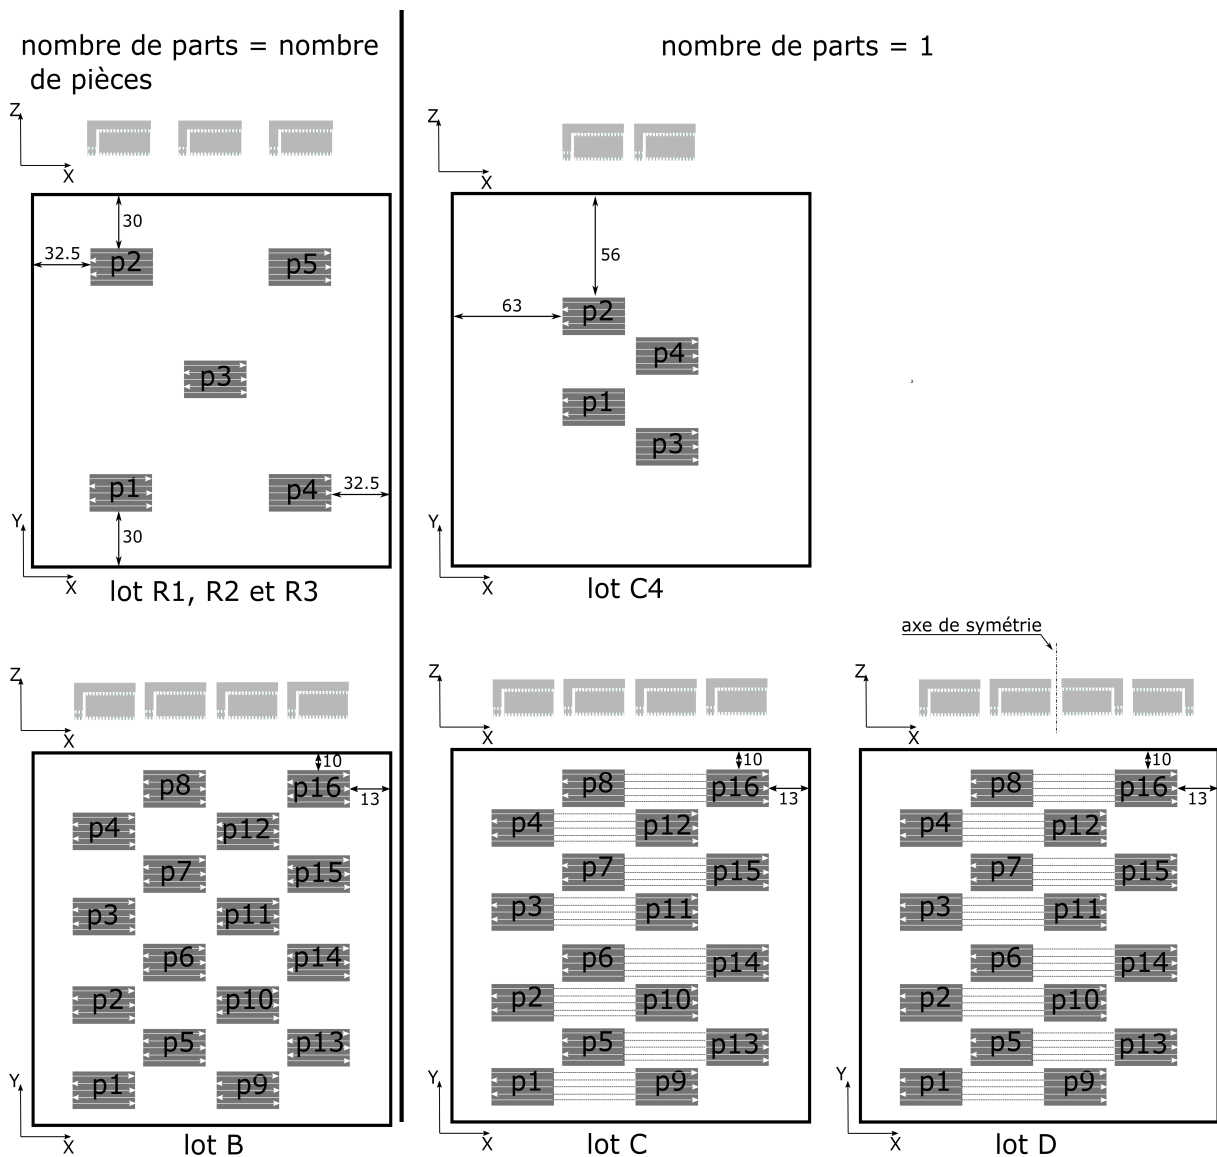 nombre de parts = nombre
de pièces
nombre de parts = 1
Z
X
30
32.5
p2
p5
p3
p1
p4
32.5
30
Y
X
lot R1, R2 et R3
Z
X
56
63
p2
p4
p1
p3
Y
X
lot C4
Z
X
10
p8
p16
13
p4
p12
p7
p15
p3
p11
p6
p14
p2
p10
p5
p13
p1
p9
Y
X
lot B
Z
X
10
p8
p16
13
p4
p12
p7
p15
p3
p11
p6
p14
p2
p10
p5
p13
p1
p9
Y
X
lot C
axe de symétrie
Z
X
10
p8
p16
13
p4
p12
p7
p15
p3
p11
p6
p14
p2
p10
p5
p13
p1
p9
Y
X
lot D